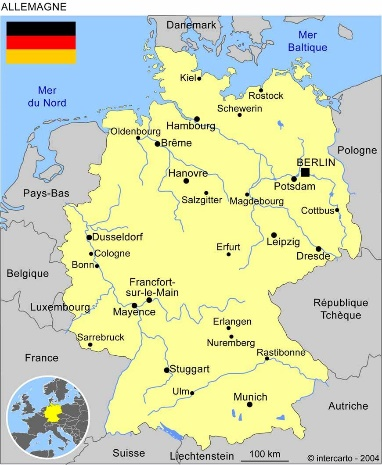 ALLEMAGNE
Danemark
Mer
Baltique
Kiel
Mer
du Nord
Rostock
Schewerin
Hambourg
Oldenbourg
Brême
Pologne
BERLIN
Hanovre
Potsdam
Pays-Bas
Salzgitter
Magdebourg
Cottbus
Dusseldorf
Leipzig
Cologne
Erfurt
Dresde
Bonn
Belgique
Francfort-
sur-le-Main
Luxembourg
Mayence
République
Tchèque
Erlangen
Sarrebruck
Nuremberg
France
Rastibonne
Stuggart
Ulm
Munich
Autriche
Suisse
Liechtenstein
100 km
© intercarto - 2004